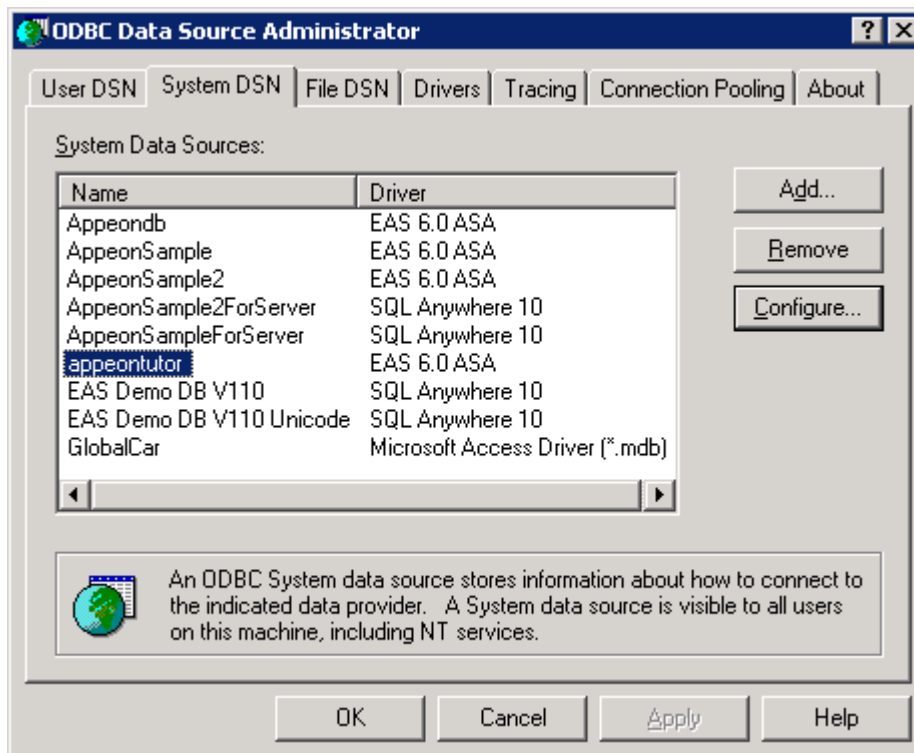 ODBC Data Source Administrator
User DSN System DSN File DSN Drivers Tracing Connection Pooling About
System Data Sources:
Name Driver
Appeondb EAS 6.0 ASA
AppeonSample EAS 6.0 ASA
AppeonSample2 EAS 6.0 ASA
AppeonSample2ForServer SQL Anywhere 10
AppeonSampleForServer SQL Anywhere 10
appeontutor EAS 6.0 ASA
EAS Demo DB V110 SQL Anywhere 10
EAS Demo DB V110 Unicode SQL Anywhere 10
GlobalCar Microsoft Access Driver (*.mdb)
Add...
Remove
Configure...
An ODBC System data source stores information about how to connect to
the indicated data provider. A System data source is visible to all users
on this machine, including NT services.
OK Cancel Apply Help